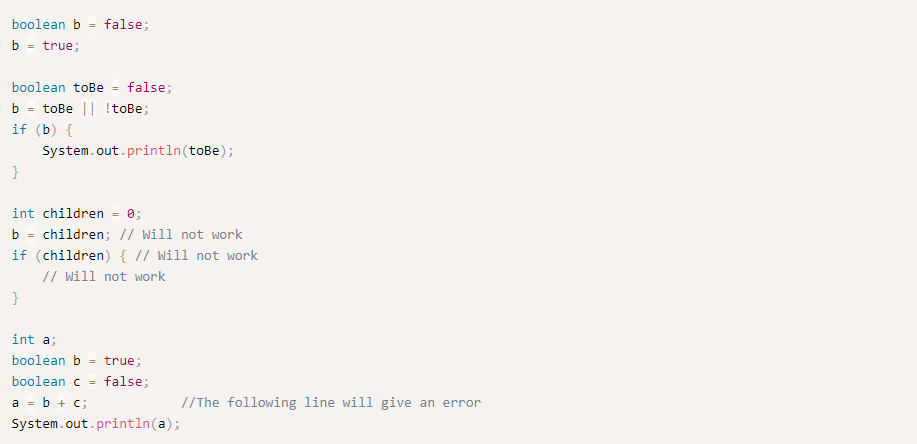 boolean b = false;
b = true;

boolean toBe = false;
b = toBe || !toBe;
if (b) {
    System.out.println(toBe);
}

int children = 0;
b = children; // Will not work
if (children) { // Will not work
    // Will not work
}

int a;
boolean b = true;
boolean c = false;
a = b + c;            //The following line will give an error
System.out.println(a);